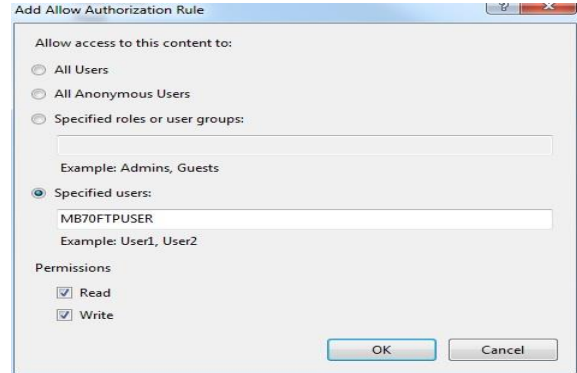 Add Allow Authorization Rule
Allow access to this content to:
All Users
All Anonymous Users
Specified roles or user groups:
Example: Admins, Guests
Specified users:
MB70FTPUSER
Example: User1, User2
Permissions
Read
Write
OK Cancel